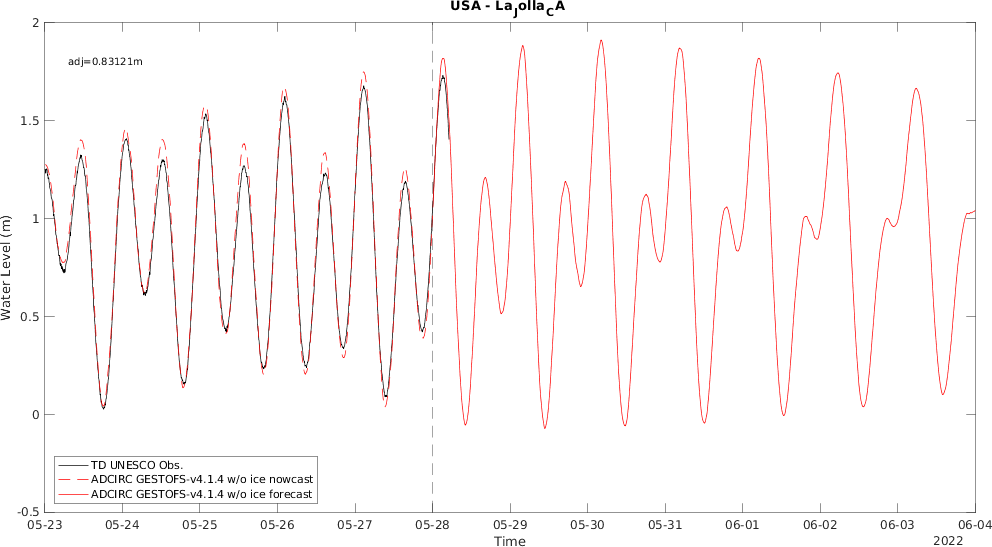 USA - LaJollaCA
adj=0.83121m
2
1.5
1
0.5
0
-0.5
Water Level (m)
TD UNESCO Obs.
ADCIRC GESTOFS-v4.1.4 w/o ice nowcast
ADCIRC GESTOFS-v4.1.4 w/o ice forecast
05-23 05-24 05-25 05-26 05-27 05-28 05-29 05-30 05-31 06-01 06-02 06-03 06-04
Time
2022